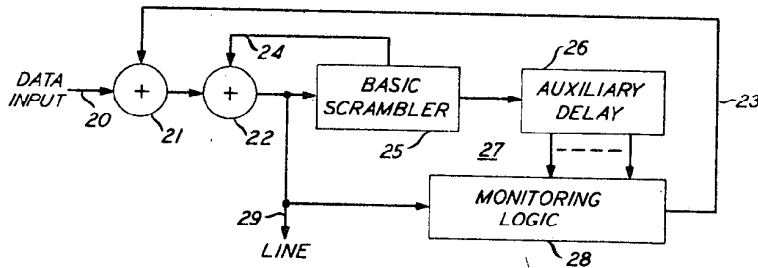 24
26
DATA
INPUT
20
+
21
+
22
BASIC
SCRAMBLER
25
AUXILIARY
DELAY
23
27
29
LINE
MONITORING
LOGIC
28